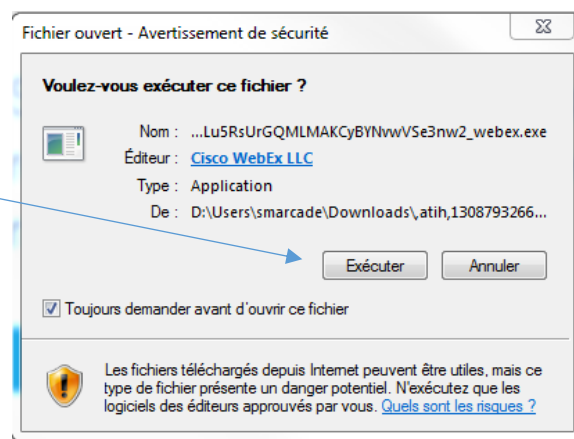 Fichier ouvert - Avertissement de sécurité
Voulez-vous exécuter ce fichier ?
Nom : ...Lu5RsUrGQMLMAKCyBYNvwVSe3nw2_webex.exe
Éditeur : Cisco WebEx LLC
Type : Application
De : D:\Users\smarcade\Downloads\,atih,1308793266...
Exécuter Annuler
Toujours demander avant d'ouvrir ce fichier
Les fichiers téléchargés depuis Internet peuvent être utiles, mais ce
type de fichier présente un danger potentiel. N'exécutez que les
logiciels des éditeurs approuvés par vous. Quels sont les risques ?